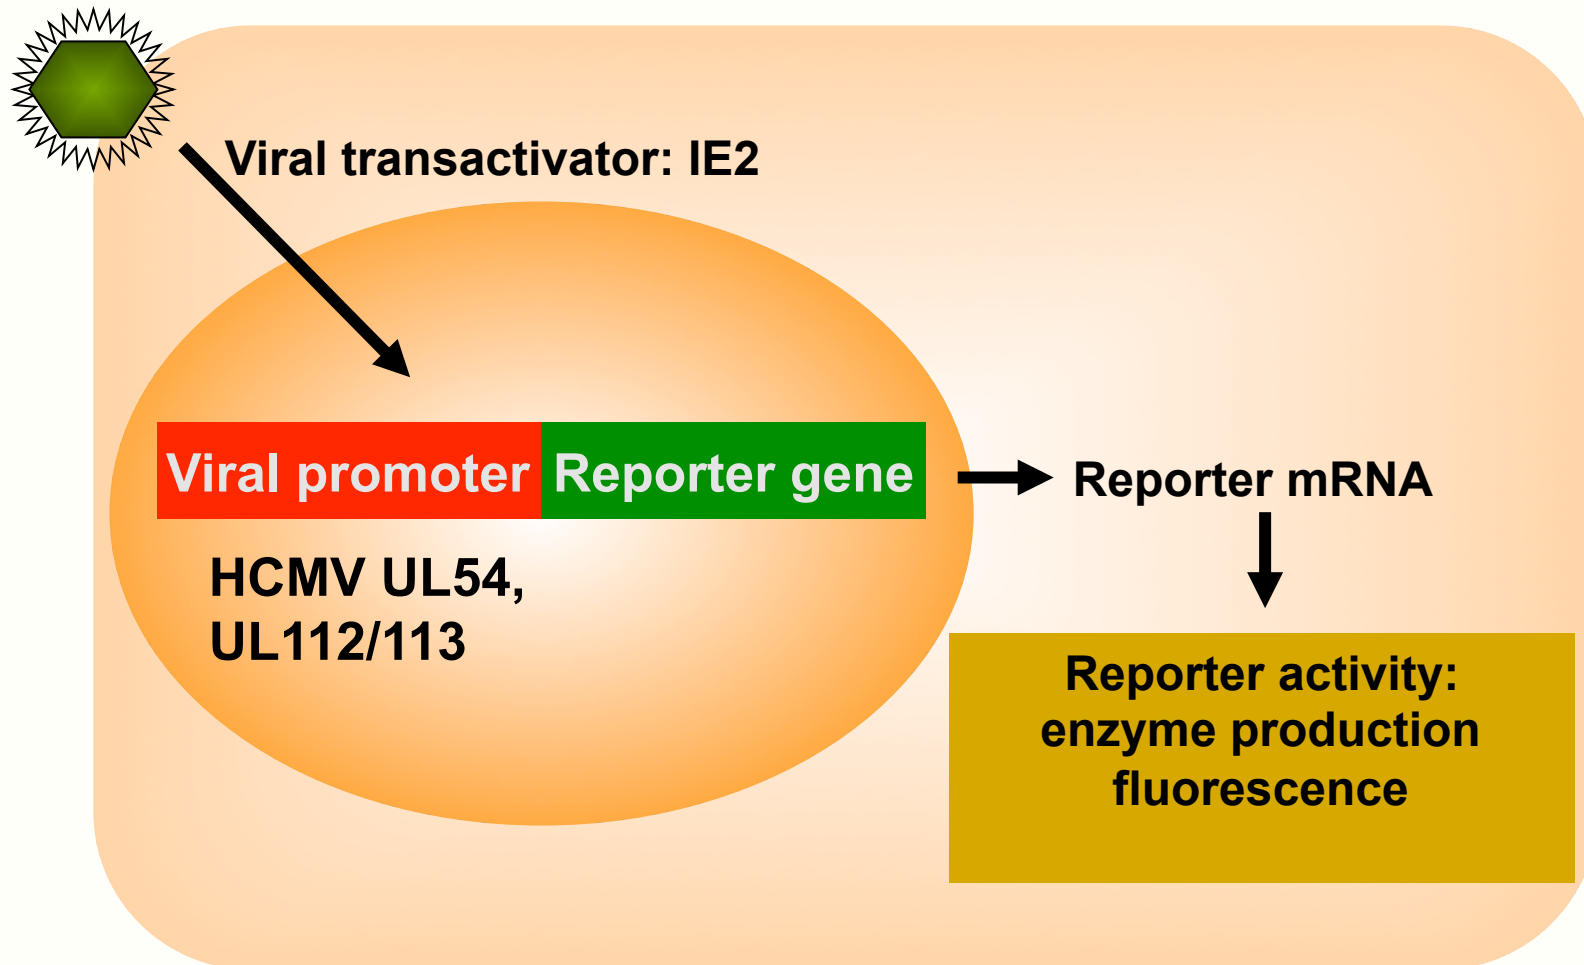 Viral transactivator: IE2
Viral promoter
Reporter gene
Reporter mRNA
HCMV UL54,
UL112/113
Reporter activity:
enzyme production
fluorescence